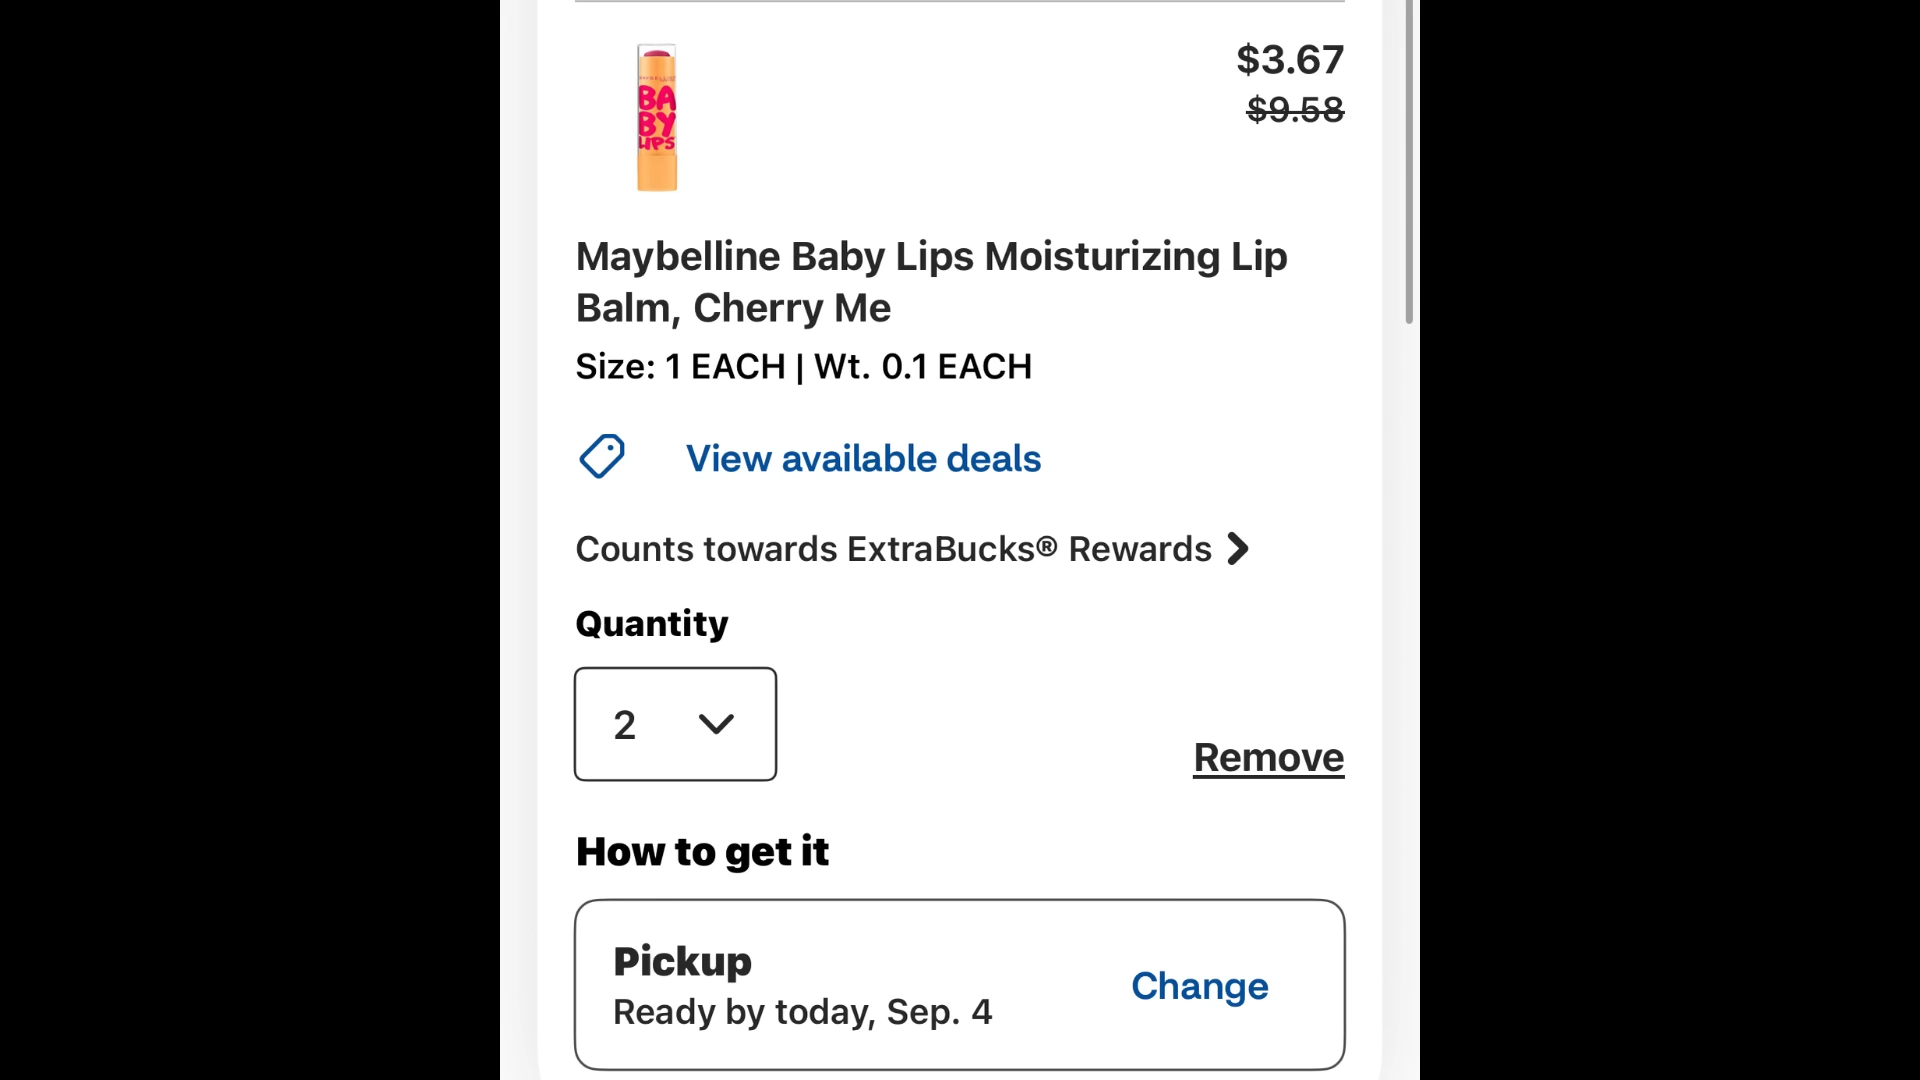 $3.67
$9.58
BA
BY
LIPS
Maybelline Baby Lips Moisturizing Lip
Balm, Cherry Me
Size: 1 EACH | Wt. 0.1 EACH
View available deals
Counts towards ExtraBucks® Rewards
Quantity
2
Remove
How to get it
Pickup
Ready by today, Sep. 4
Change